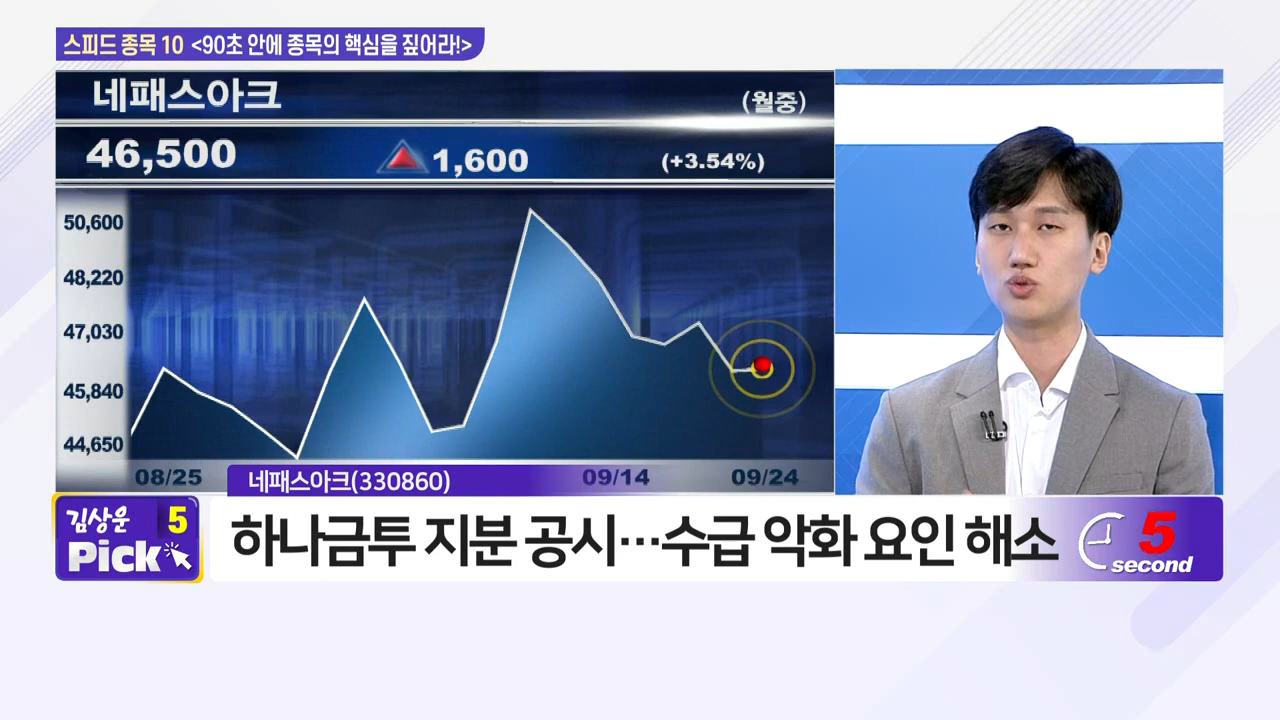 스피드 종목 10 <90초 안에 종목의 핵심을 짚어라!>
네패스아크
(월중)
46,500 ▲ 1,600 (+3.54%)
50,600
48,220
47,030
45,840
44,650
08/25
09/14
09/24
네패스아크(330860)
김상운 5
Pick
하나금투 지분 공시…수급 악화 요인 해소
5
second